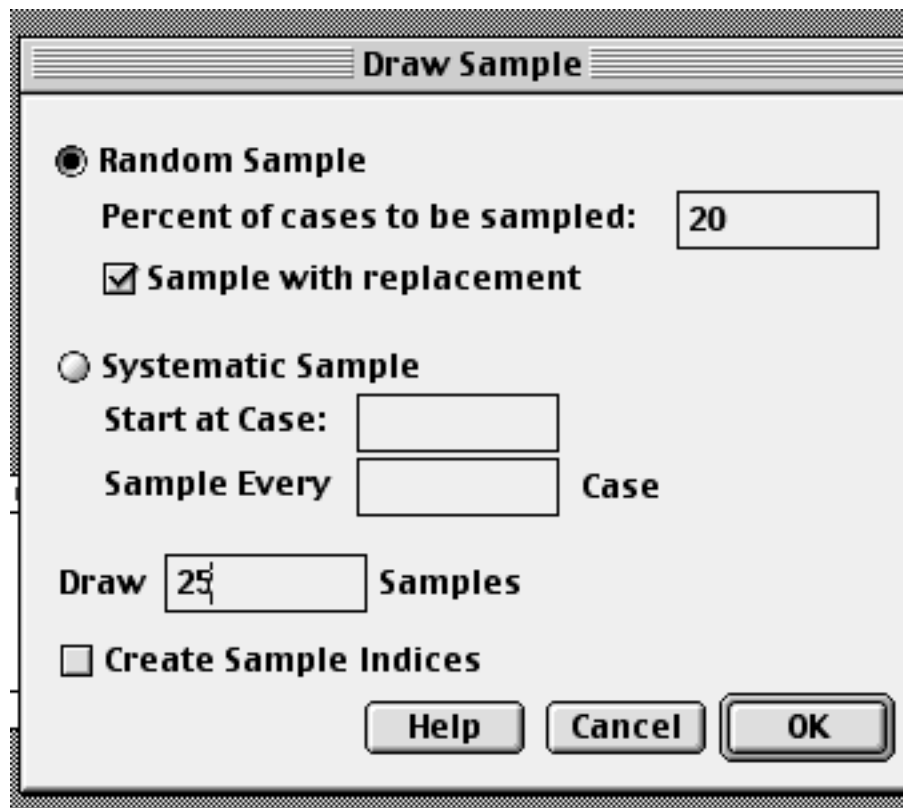 Draw Sample
Random Sample
Percent of cases to be sampled: 20
Sample with replacement
Systematic Sample
Start at Case:
Sample Every Case
Draw 25 Samples
Create Sample Indices
Help Cancel OK